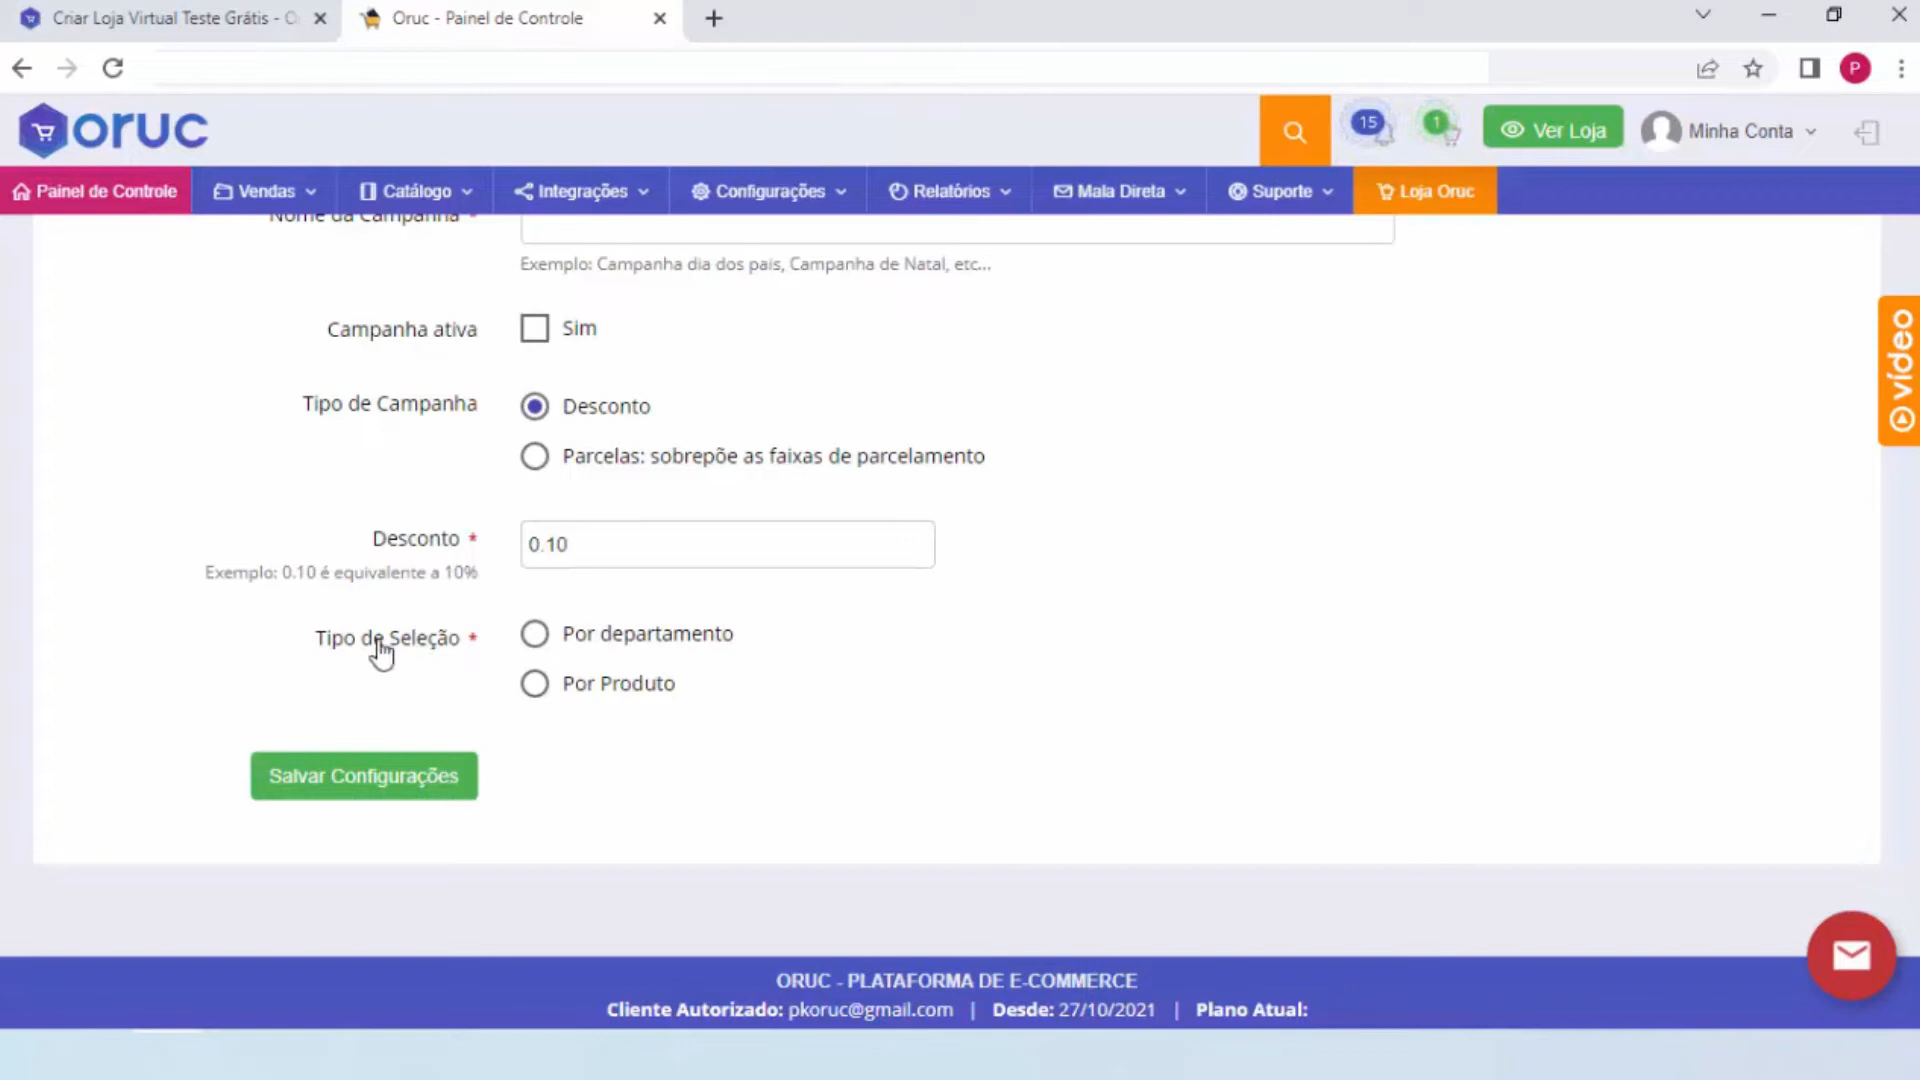 Criar Loja Virtual Teste Grátis - O
Oruc - Painel de Controle
P
oruc
15
1
Ver Loja
Minha Conta
Painel de Controle
Vendas
Catálogo
Integrações
Configurações
Relatórios
Mala Direta
Suporte
Loja Oruc
Nome da Campanha *
Exemplo: Campanha dia dos pais, Campanha de Natal, etc...
Campanha ativa
Sim
Tipo de Campanha
Desconto
Parcelas: sobrepõe as faixas de parcelamento
Desconto *
0.10
Exemplo: 0.10 é equivalente a 10%
Tipo de Seleção *
Por departamento
Por Produto
Salvar Configurações
vídeo
ORUC - PLATAFORMA DE E-COMMERCE
Cliente Autorizado: pkoruc@gmail.com | Desde: 27/10/2021 | Plano Atual: